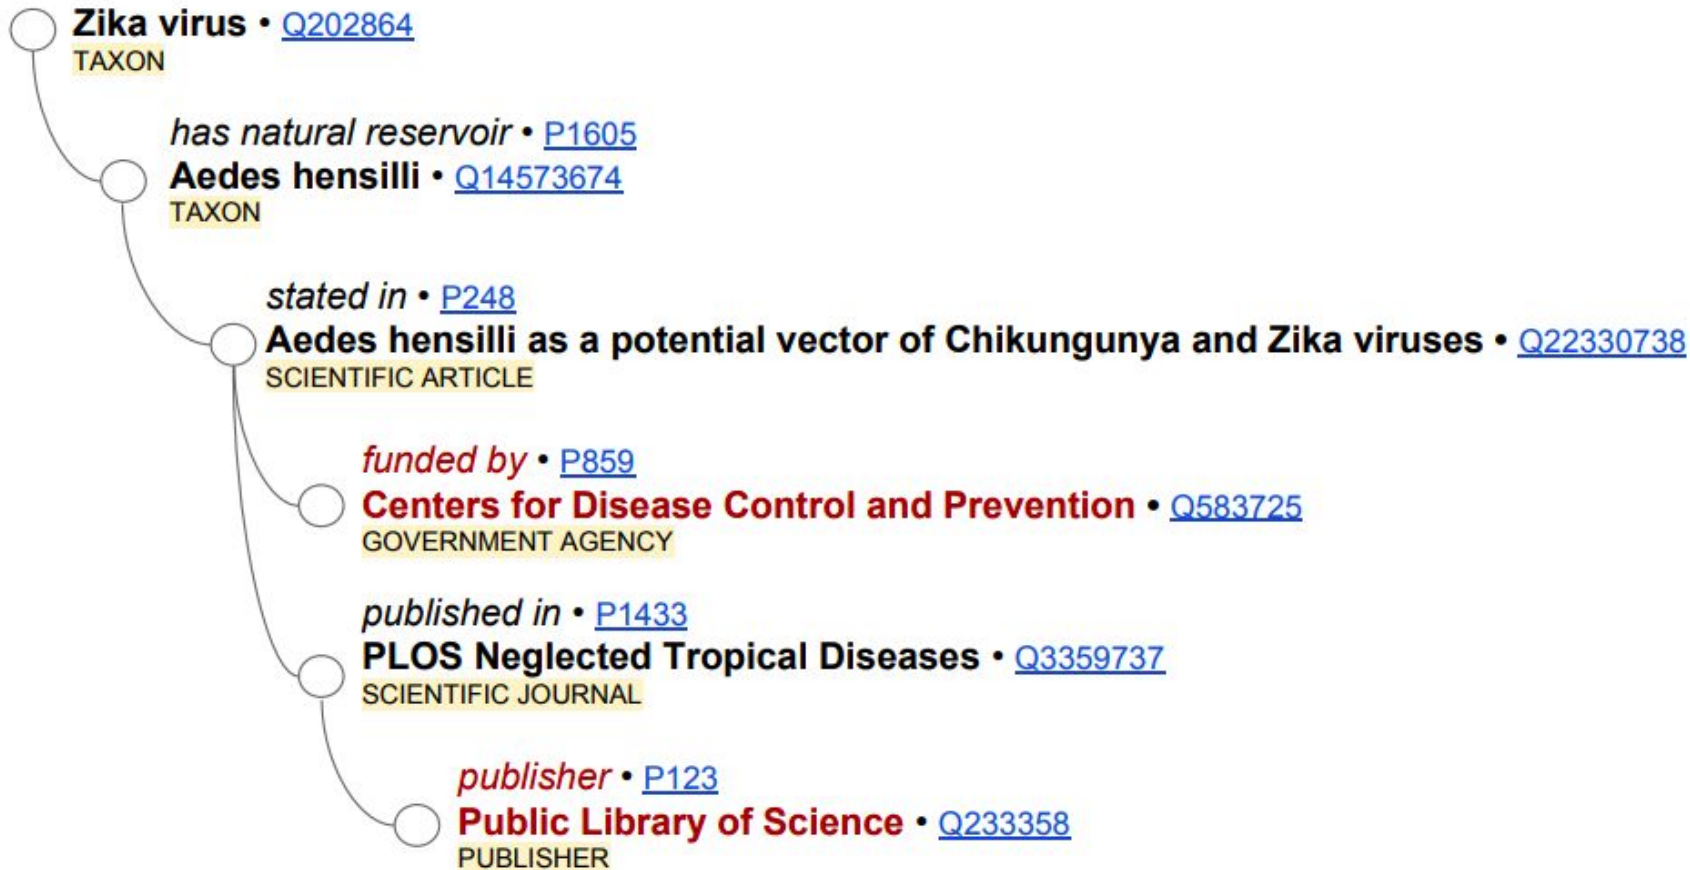 Zika virus • Q202864
TAXON
has natural reservoir • P1605
Aedes hensilli • Q14573674
TAXON
stated in • P248
Aedes hensilli as a potential vector of Chikungunya and Zika viruses • Q22330738
SCIENTIFIC ARTICLE
funded by • P859
Centers for Disease Control and Prevention • Q583725
GOVERNMENT AGENCY
published in • P1433
PLOS Neglected Tropical Diseases • Q3359737
SCIENTIFIC JOURNAL
publisher • P123
Public Library of Science • Q233358
PUBLISHER